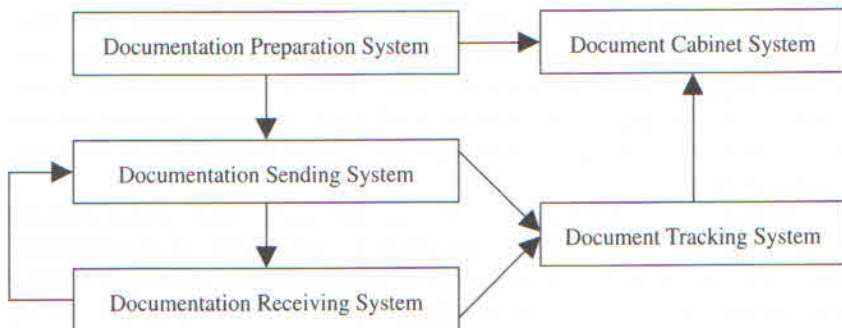 Documentation Preparation System
Document Cabinet System
Documentation Sending System
Document Tracking System
Documentation Receiving System